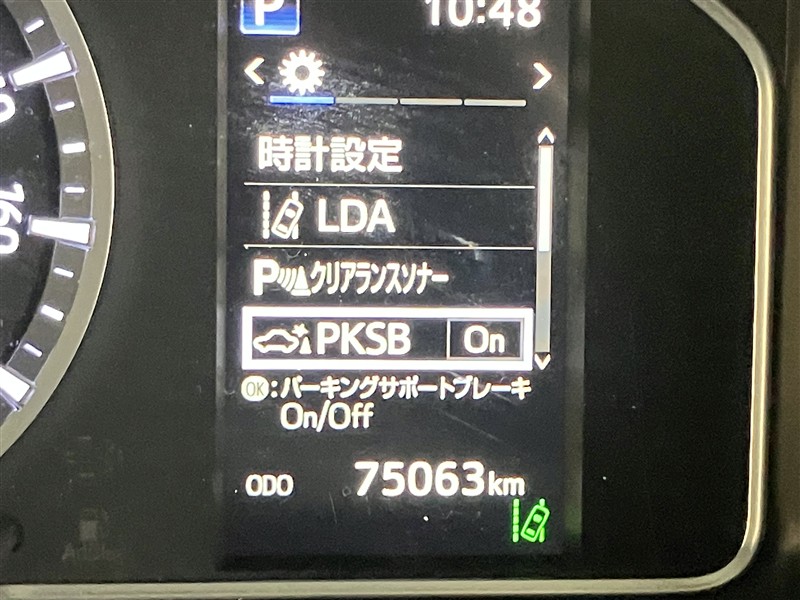 P 10:48
時計設定
LDA
Pクリアランスソナー
PKSB On
OK:パーキングサポートブレーキ
On/Off
ODO 75063km
160